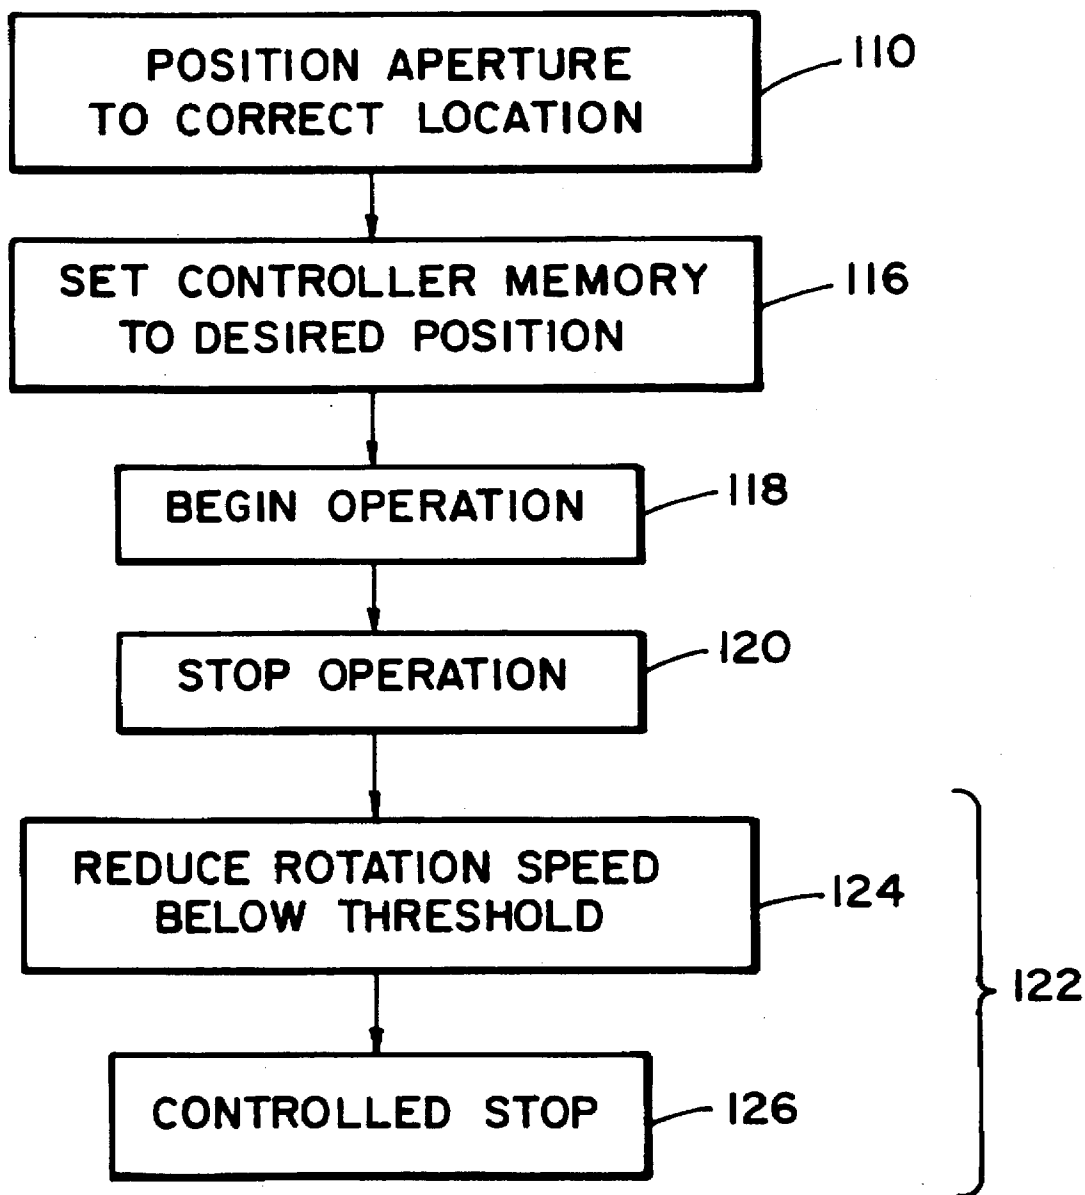 POSITION APERTURE
TO CORRECT LOCATION
110
SET CONTROLLER MEMORY
TO DESIRED POSITION
116
BEGIN OPERATION
118
STOP OPERATION
120
REDUCE ROTATION SPEED
BELOW THRESHOLD
124
122
CONTROLLED STOP
126